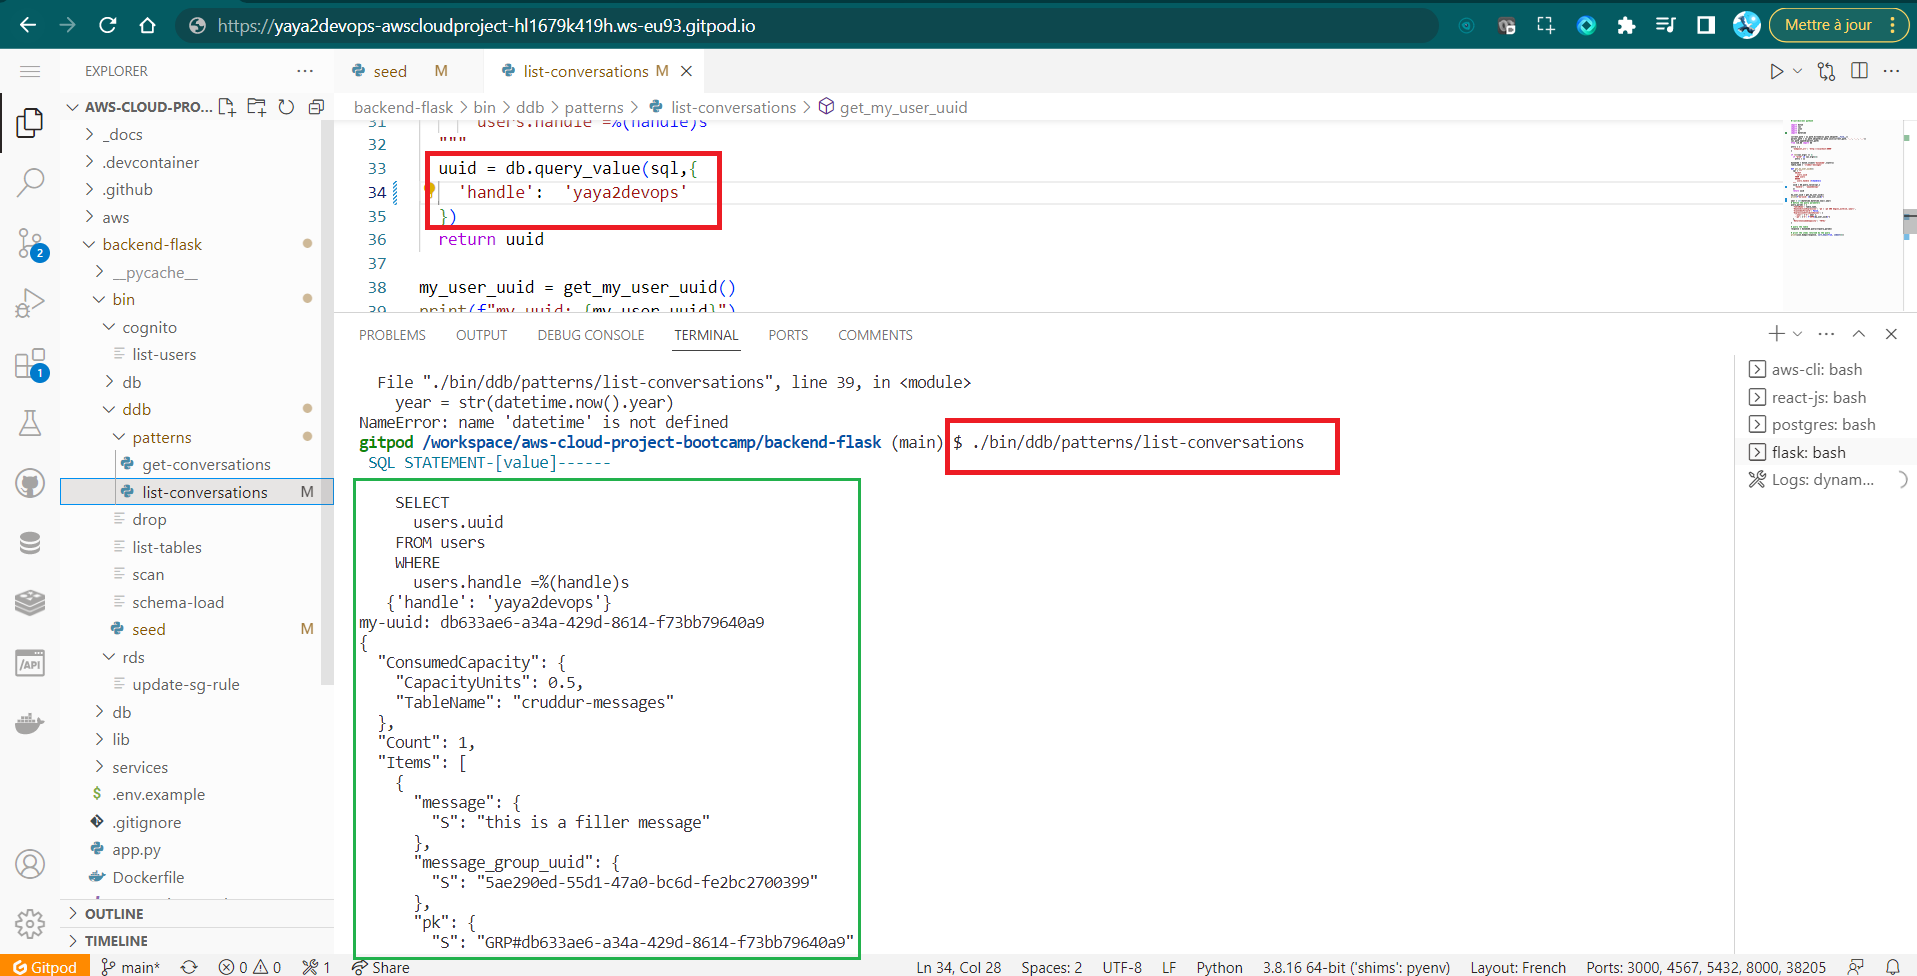 https://yaya2devops-awscloudproject-hl1679k419h.ws-eu93.gitpod.io
Mettre à jour
EXPLORER
seed M
list-conversations M
AWS-CLOUD-PRO...
backend-flask > bin > ddb > patterns > list-conversations > get_my_user_uuid
_docs
.devcontainer
.github
aws
backend-flask
__pycache__
bin
cognito
list-users
db
ddb
patterns
get-conversations
list-conversations M
drop
list-tables
scan
schema-load
seed M
rds
update-sg-rule
db
lib
services
.env.example
.gitignore
app.py
Dockerfile
OUTLINE
TIMELINE
2
1
31 users.handle =%(handle)s
32 """
33 uuid = db.query_value(sql,{
34 'handle': 'yaya2devops'
35 })
36 return uuid
37
38 my_user_uuid = get_my_user_uuid()
39 print(f"my-uuid: {my_user_uuid}")
PROBLEMS OUTPUT DEBUG CONSOLE TERMINAL PORTS COMMENTS
File "./bin/ddb/patterns/list-conversations", line 39, in <module>
year = str(datetime.now().year)
NameError: name 'datetime' is not defined
gitpod /workspace/aws-cloud-project-bootcamp/backend-flask (main) $ ./bin/ddb/patterns/list-conversations
SQL STATEMENT-[value]------
SELECT
users.uuid
FROM users
WHERE
users.handle =%(handle)s
{'handle': 'yaya2devops'}
my-uuid: db633ae6-a34a-429d-8614-f73bb79640a9
{
"ConsumedCapacity": {
"CapacityUnits": 0.5,
"TableName": "cruddur-messages"
},
"Count": 1,
"Items": [
{
"message": {
"S": "this is a filler message"
},
"message_group_uuid": {
"S": "5ae290ed-55d1-47a0-bc6d-fe2bc2700399"
},
"pk": {
"S": "GRP#db633ae6-a34a-429d-8614-f73bb79640a9"
aws-cli: bash
react-js: bash
postgres: bash
flask: bash
Logs: dynam...
/API
Gitpod main* 0 0 1 Share Ln 34, Col 28 Spaces: 2 UTF-8 LF Python 3.8.16 64-bit ('shims': pyenv) Layout: French Ports: 3000, 4567, 5432, 8000, 38205